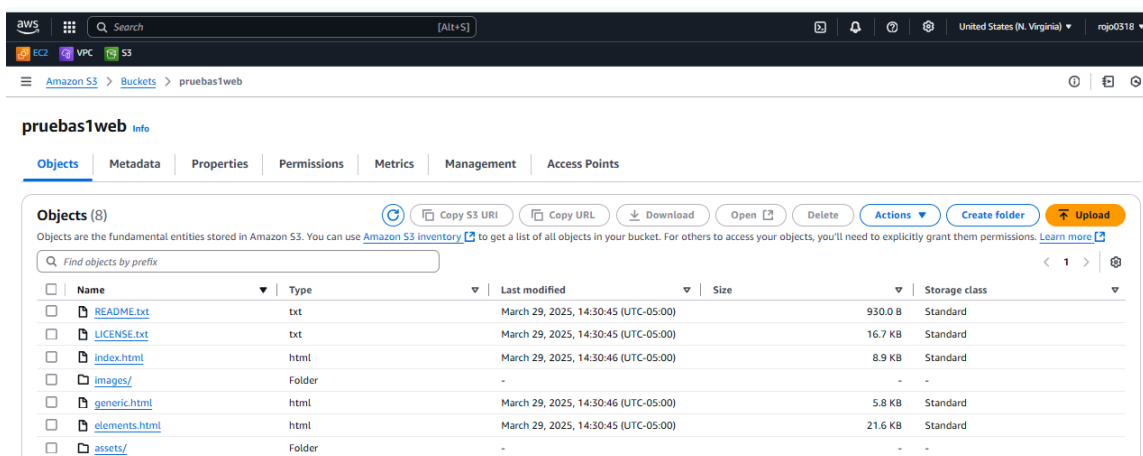 aws Search [Alt+S] United States (N. Virginia) rojo0318
EC2 VPC S3
Amazon S3 > Buckets > pruebas1web
pruebas1web Info
Objects Metadata Properties Permissions Metrics Management Access Points
Objects (8) Copy S3 URI Copy URL Download Open Delete Actions Create folder Upload
Objects are the fundamental entities stored in Amazon S3. You can use Amazon S3 inventory to get a list of all objects in your bucket. For others to access your objects, you'll need to explicitly grant them permissions. Learn more
Find objects by prefix 1
Name Type Last modified Size Storage class
README.txt txt March 29, 2025, 14:30:45 (UTC-05:00) 930.0 B Standard
LICENSE.txt txt March 29, 2025, 14:30:45 (UTC-05:00) 16.7 KB Standard
index.html html March 29, 2025, 14:30:46 (UTC-05:00) 8.9 KB Standard
images/ Folder - - -
generic.html html March 29, 2025, 14:30:46 (UTC-05:00) 5.8 KB Standard
elements.html html March 29, 2025, 14:30:45 (UTC-05:00) 21.6 KB Standard
assets/ Folder - - -